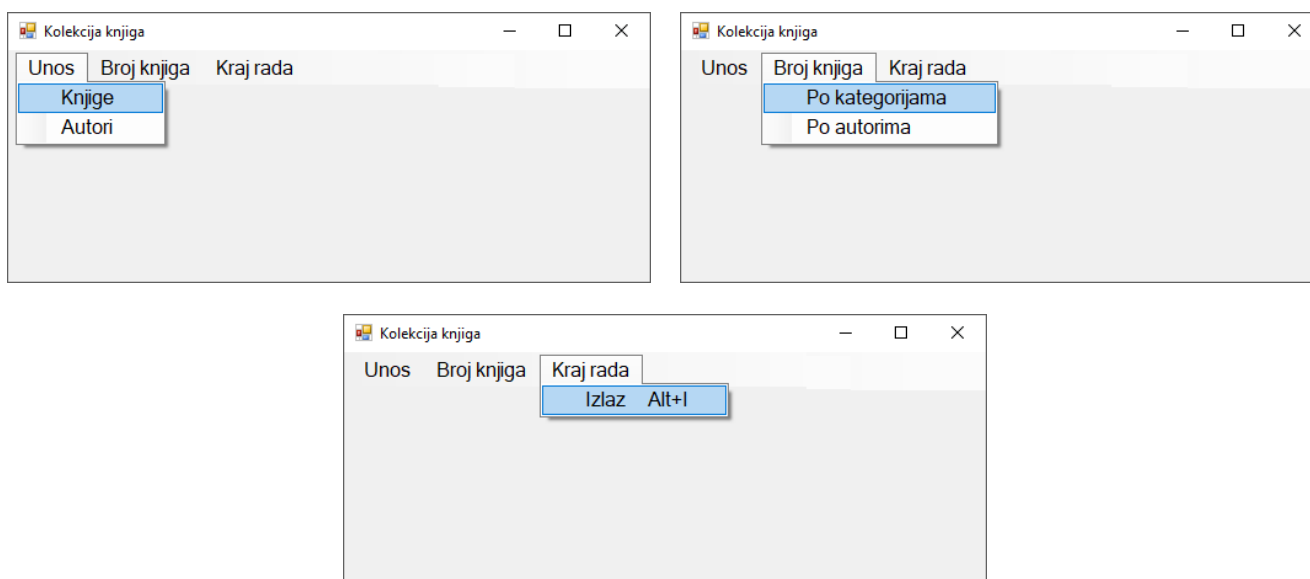 Kolekcija knjiga
Unos Broj knjiga Kraj rada
Knjige
Autori
Kolekcija knjiga
Unos Broj knjiga Kraj rada
Po kategorijama
Po autorima
Kolekcija knjiga
Unos Broj knjiga Kraj rada
Izlaz Alt+I